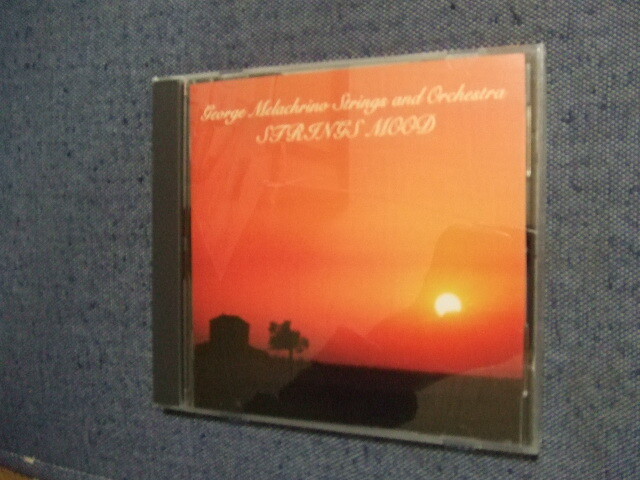 George Melachrino Strings and Orchestra
STRINGS MOOD